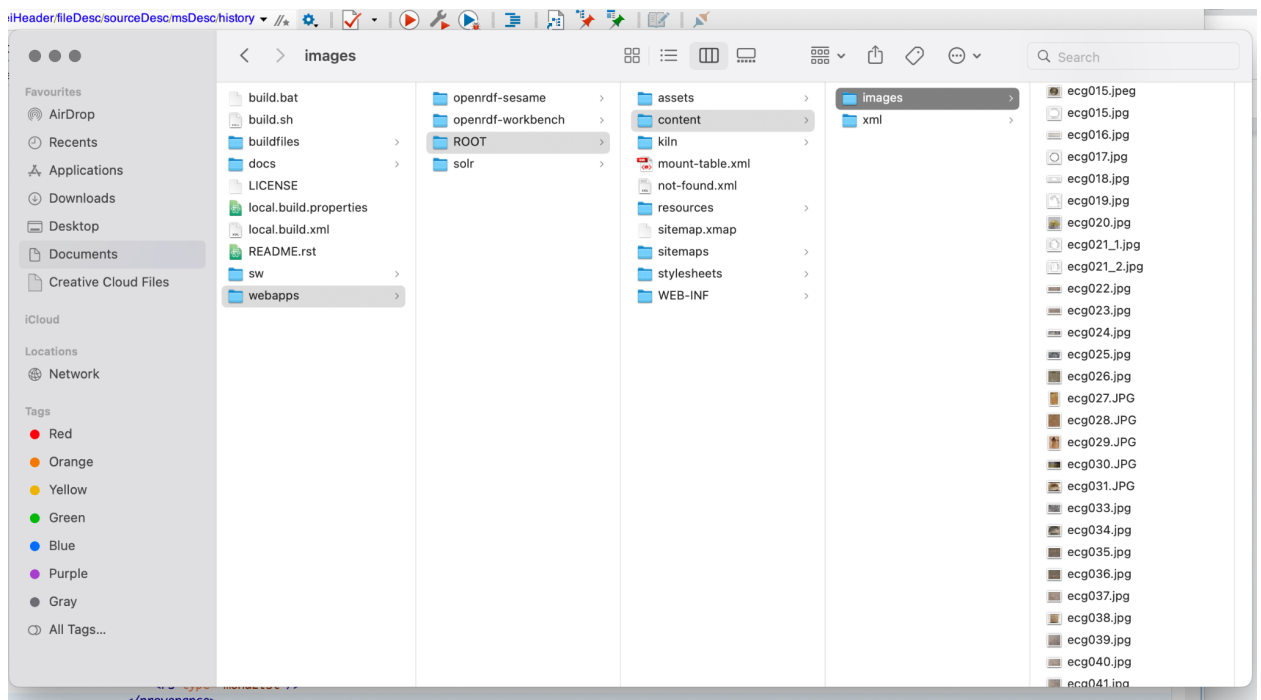 eiHeader/fileDesc/sourceDesc/msDesc/history
images
Search
Favourites
AirDrop
Recents
Applications
Downloads
Desktop
Documents
Creative Cloud Files
iCloud
Locations
Network
Tags
Red
Orange
Yellow
Green
Blue
Purple
Gray
All Tags...
build.bat
build.sh
buildfiles
docs
LICENSE
local.build.properties
local.build.xml
README.rst
sw
webapps
openrdf-sesame
openrdf-workbench
ROOT
solr
assets
content
kiln
mount-table.xml
not-found.xml
resources
sitemap.xmap
sitemaps
stylesheets
WEB-INF
images
xml
ecg015.jpeg
ecg015.jpg
ecg016.jpg
ecg017.jpg
ecg018.jpg
ecg019.jpg
ecg020.jpg
ecg021_1.jpg
ecg021_2.jpg
ecg022.jpg
ecg023.jpg
ecg024.jpg
ecg025.jpg
ecg026.jpg
ecg027.JPG
ecg028.JPG
ecg029.JPG
ecg030.JPG
ecg031.JPG
ecg033.jpg
ecg034.jpg
ecg035.jpg
ecg036.jpg
ecg037.jpg
ecg038.jpg
ecg039.jpg
ecg040.jpg
ecg041.jpg